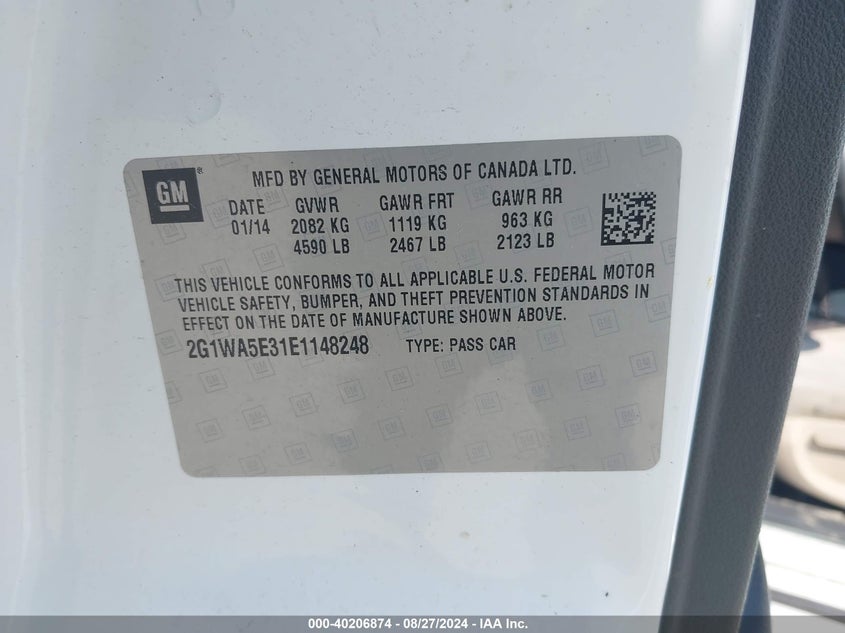 GM ®
MFD BY GENERAL MOTORS OF CANADA LTD.
DATE GVWR GAWR FRT GAWR RR
01/14 2082 KG 1119 KG 963 KG
4590 LB 2467 LB 2123 LB
THIS VEHICLE CONFORMS TO ALL APPLICABLE U.S. FEDERAL MOTOR
VEHICLE SAFETY, BUMPER, AND THEFT PREVENTION STANDARDS IN
EFFECT ON THE DATE OF MANUFACTURE SHOWN ABOVE.
2G1WA5E31E1148248 TYPE: PASS CAR
000-40206874 - 08/27/2024 - IAA Inc.